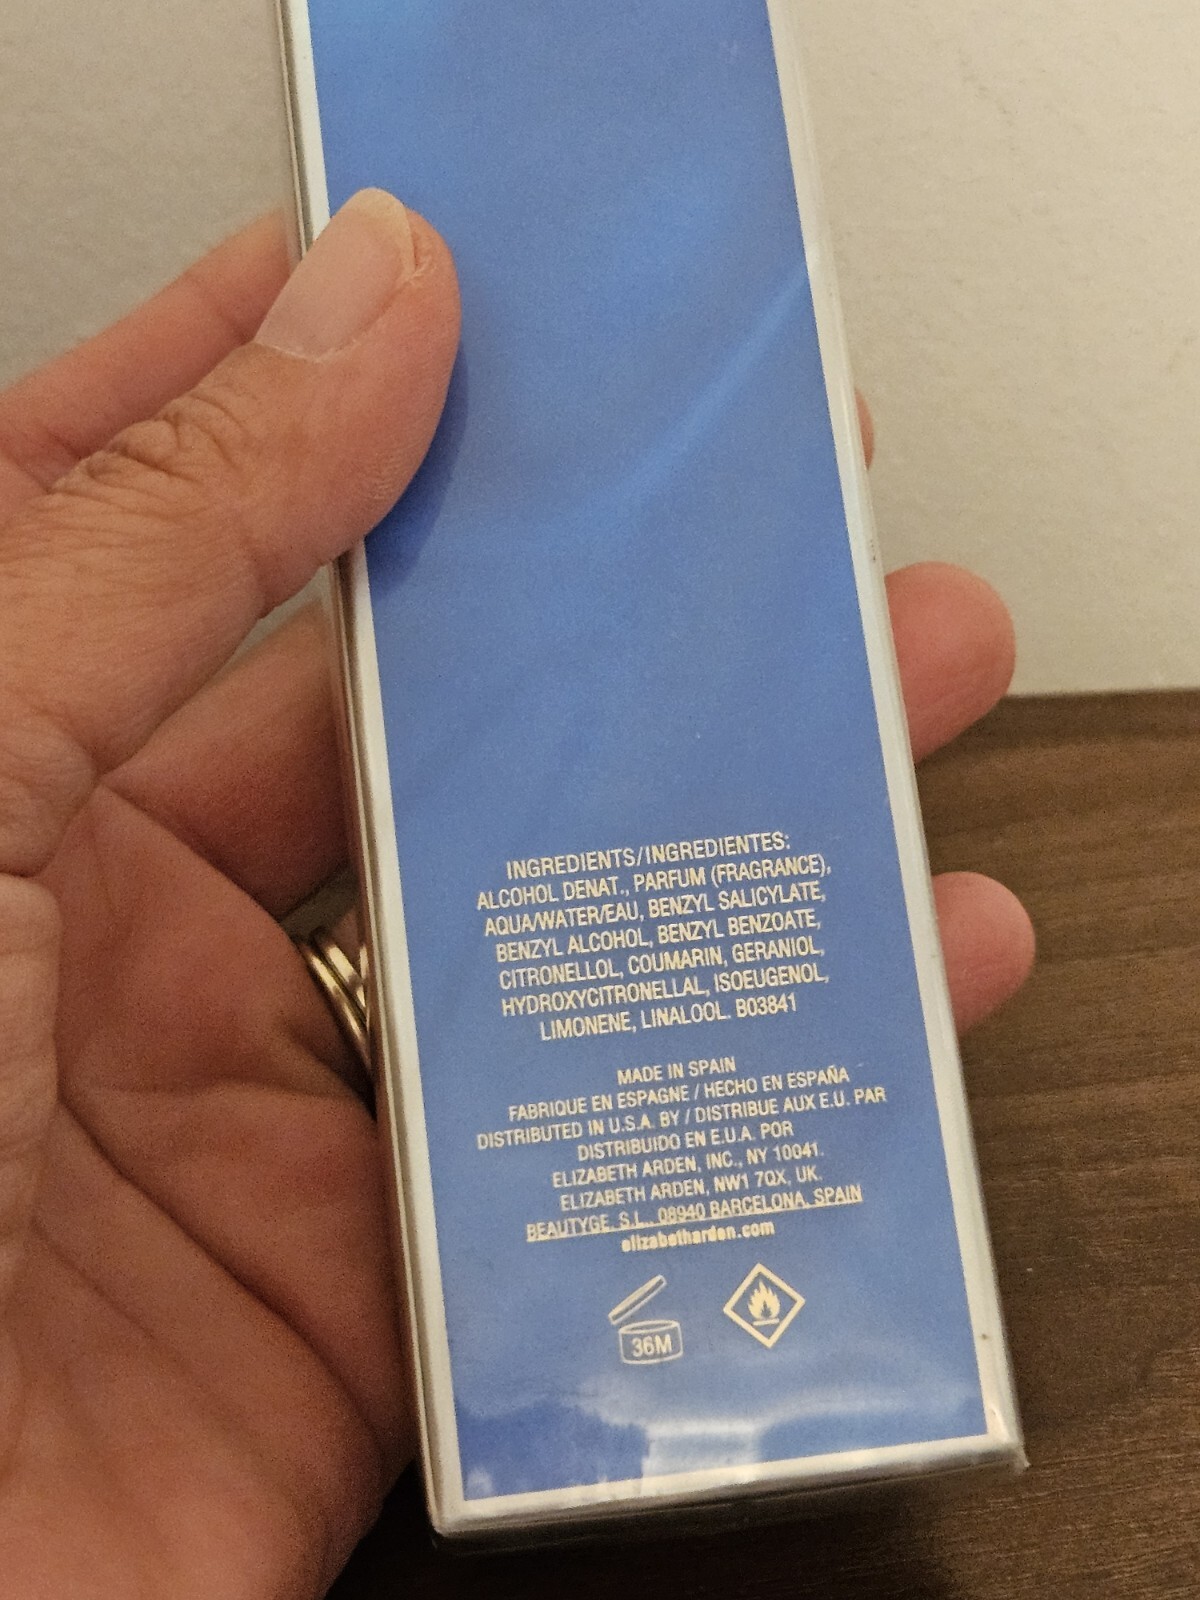 INGREDIENTS/INGREDIENTES:
ALCOHOL DENAT., PARFUM (FRAGRANCE),
AQUA/WATER/EAU, BENZYL SALICYLATE,
BENZYL ALCOHOL, BENZYL BENZOATE,
CITRONELLOL, COUMARIN, GERANIOL,
HYDROXYCITRONELLAL, ISOEUGENOL,
LIMONENE, LINALOOL. B03841
MADE IN SPAIN
FABRIQUE EN ESPAGNE / HECHO EN ESPAÑA
DISTRIBUTED IN U.S.A. BY / DISTRIBUE AUX E.U. PAR
DISTRIBUIDO EN E.U.A. POR
ELIZABETH ARDEN, INC., NY 10041.
ELIZABETH ARDEN, NW1 7QX, UK.
BEAUTYGE, S.L., 08940 BARCELONA, SPAIN
elizabetharden.com
36M